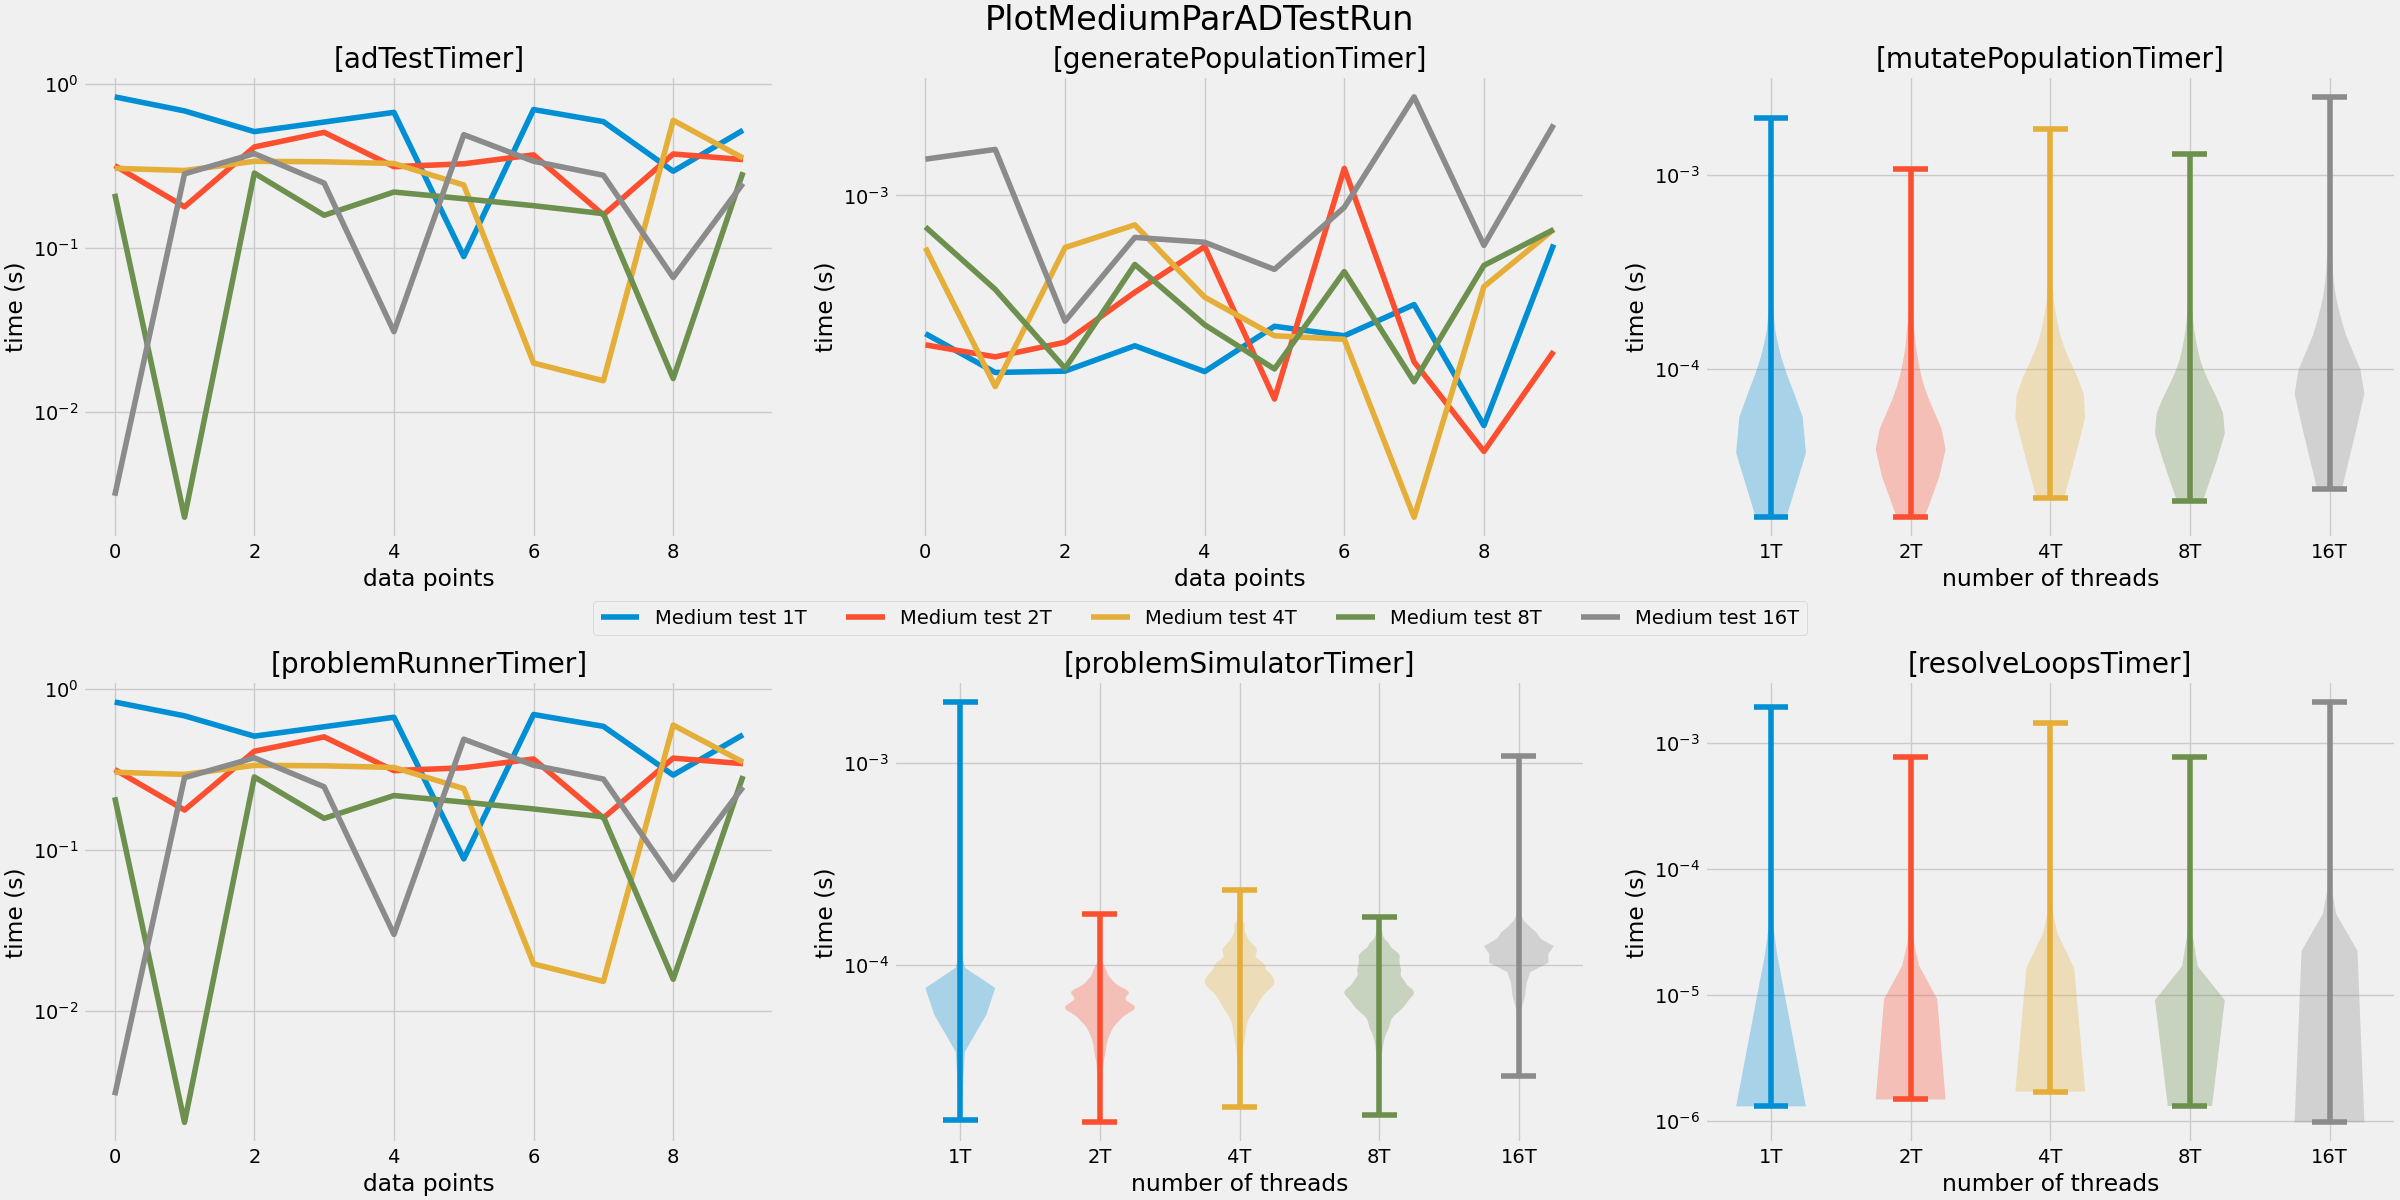 PlotMediumParADTestRun
[adTestTimer]
[generatePopulationTimer]
[mutatePopulationTimer]
time (s)
10⁰
10⁻¹
10⁻²
0 2 4 6 8
data points
time (s)
10⁻³
0 2 4 6 8
data points
time (s)
10⁻³
10⁻⁴
1T 2T 4T 8T 16T
number of threads
Medium test 1T Medium test 2T Medium test 4T Medium test 8T Medium test 16T
[problemRunnerTimer]
[problemSimulatorTimer]
[resolveLoopsTimer]
time (s)
10⁰
10⁻¹
10⁻²
0 2 4 6 8
data points
time (s)
10⁻³
10⁻⁴
1T 2T 4T 8T 16T
number of threads
time (s)
10⁻³
10⁻⁴
10⁻⁵
10⁻⁶
1T 2T 4T 8T 16T
number of threads